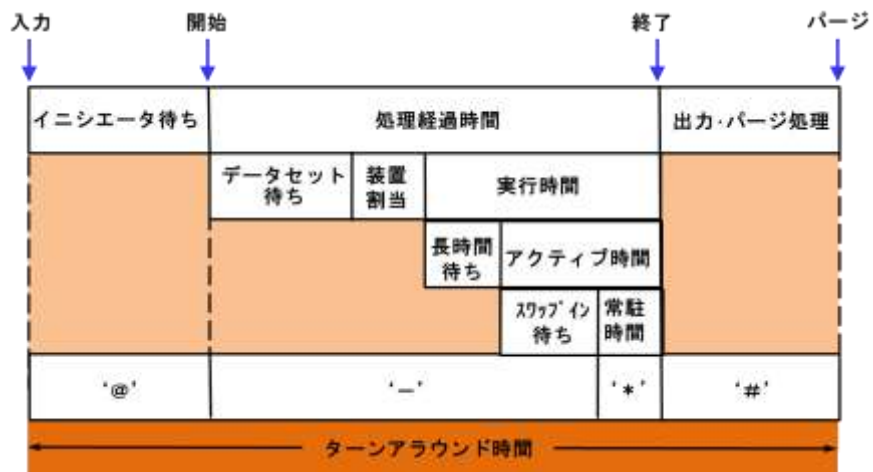 入力 開始 終了 パージ
イニシエータ待ち 処理経過時間 出力・パージ処理
データセット待ち 装置割当 実行時間
長時間待ち アクティブ時間
ｽﾜｯﾌﾟｲﾝ待ち 常駐時間
'@' '－' '＊' '#'
ターンアラウンド時間